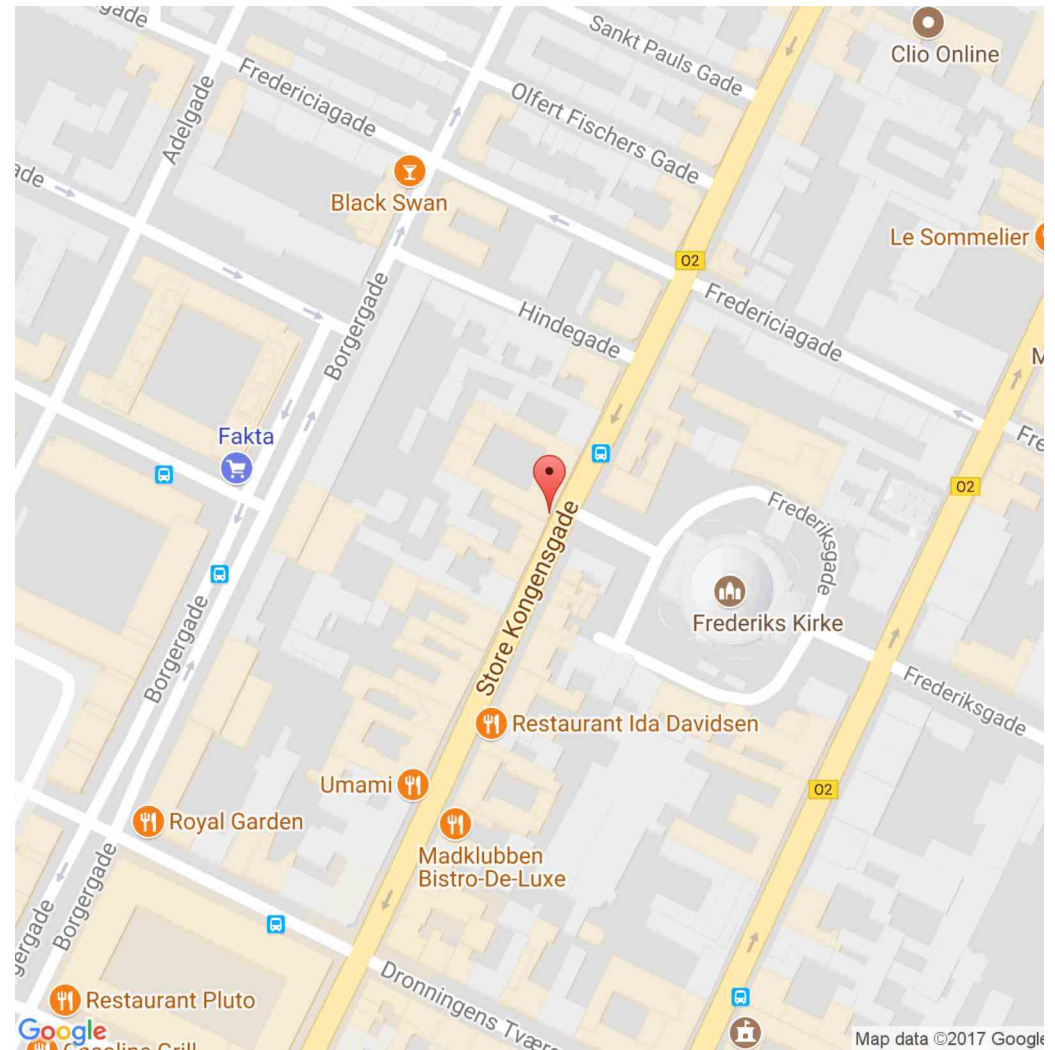 Sankt Pauls Gade
Clio Online
Fredericiagade
Adelgade
Olfert Fischers Gade
Black Swan
Le Sommelier
O2
Borgergade
Hindegade
Fredericiagade
Fakta
O2
Frederiksgade
Store Kongensgade
Frederiks Kirke
Borgergade
Frederiksgade
Restaurant Ida Davidsen
Umami
O2
Royal Garden
Madklubben
Bistro-De-Luxe
Borgergade
Dronningens
Restaurant Pluto
Google
Map data ©2017 Google